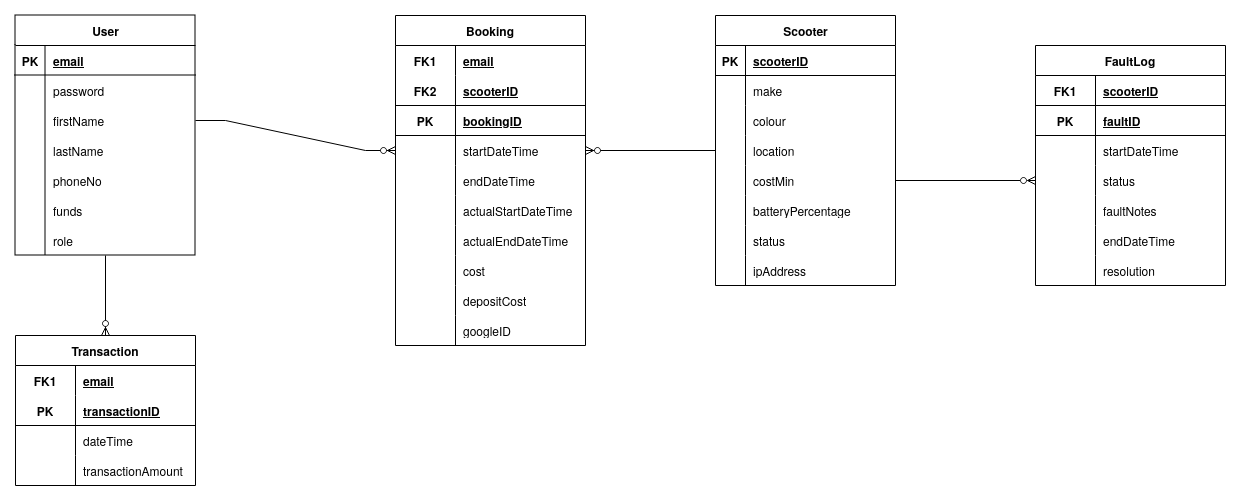 User
PK email
password
firstName
lastName
phoneNo
funds
role
Booking
FK1 email
FK2 scooterID
PK bookingID
startDateTime
endDateTime
actualStartDateTime
actualEndDateTime
cost
depositCost
googleID
Scooter
PK scooterID
make
colour
location
costMin
batteryPercentage
status
ipAddress
FaultLog
FK1 scooterID
PK faultID
startDateTime
status
faultNotes
endDateTime
resolution
Transaction
FK1 email
PK transactionID
dateTime
transactionAmount